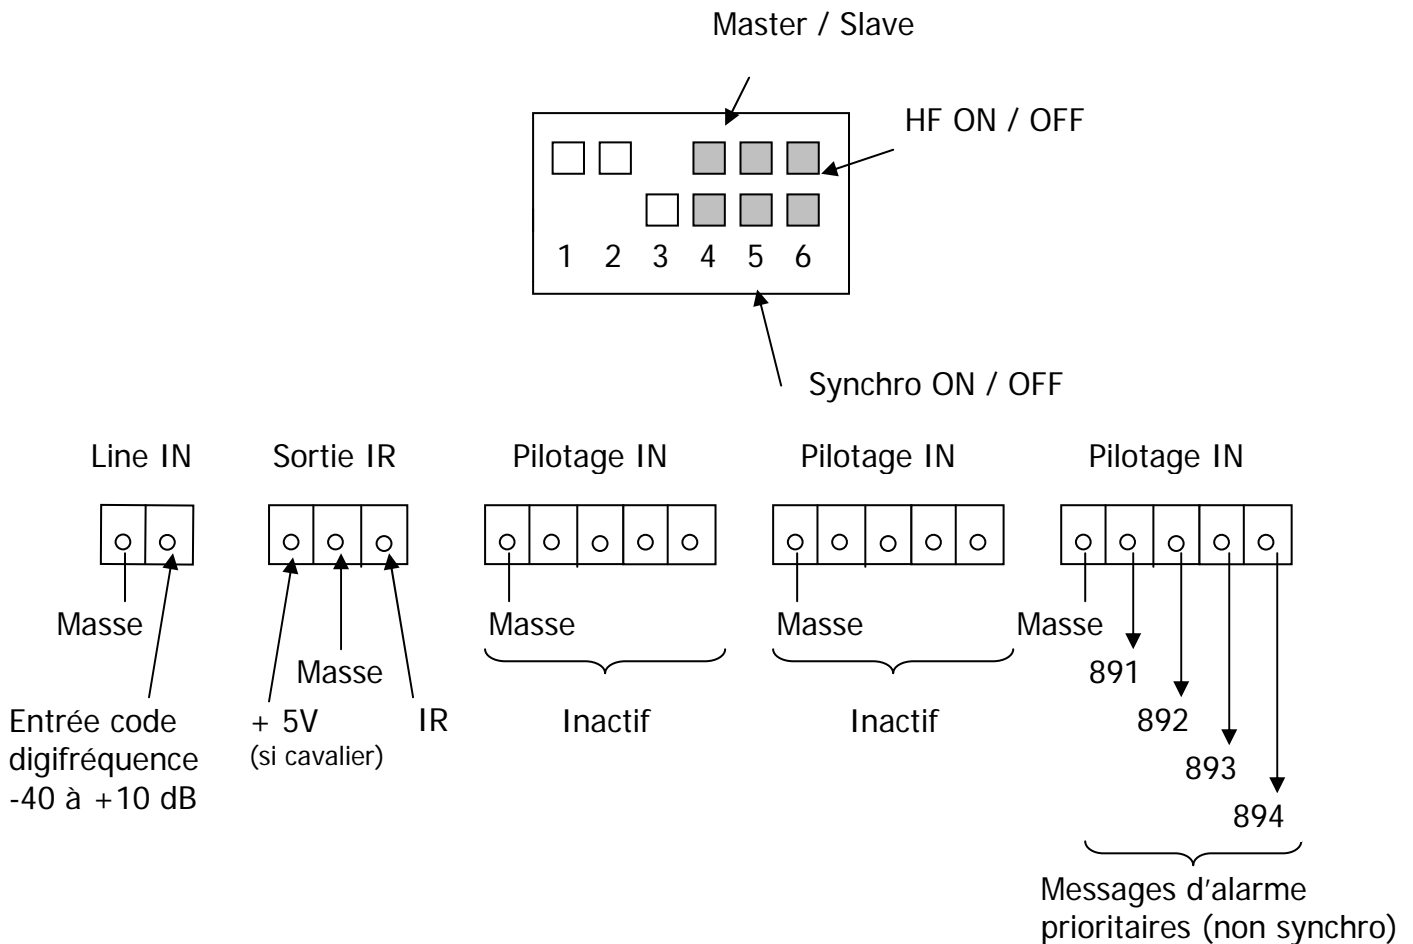 Master / Slave
HF ON / OFF
1 2 3 4 5 6
Synchro ON / OFF
Line IN
Sortie IR
Pilotage IN
Pilotage IN
Pilotage IN
Masse
Masse
Masse
Masse
Masse
891
892
893
894
Entrée code
digifréquence
-40 à +10 dB
+ 5V
(si cavalier)
IR
Inactif
Inactif
Messages d'alarme
prioritaires (non synchro)